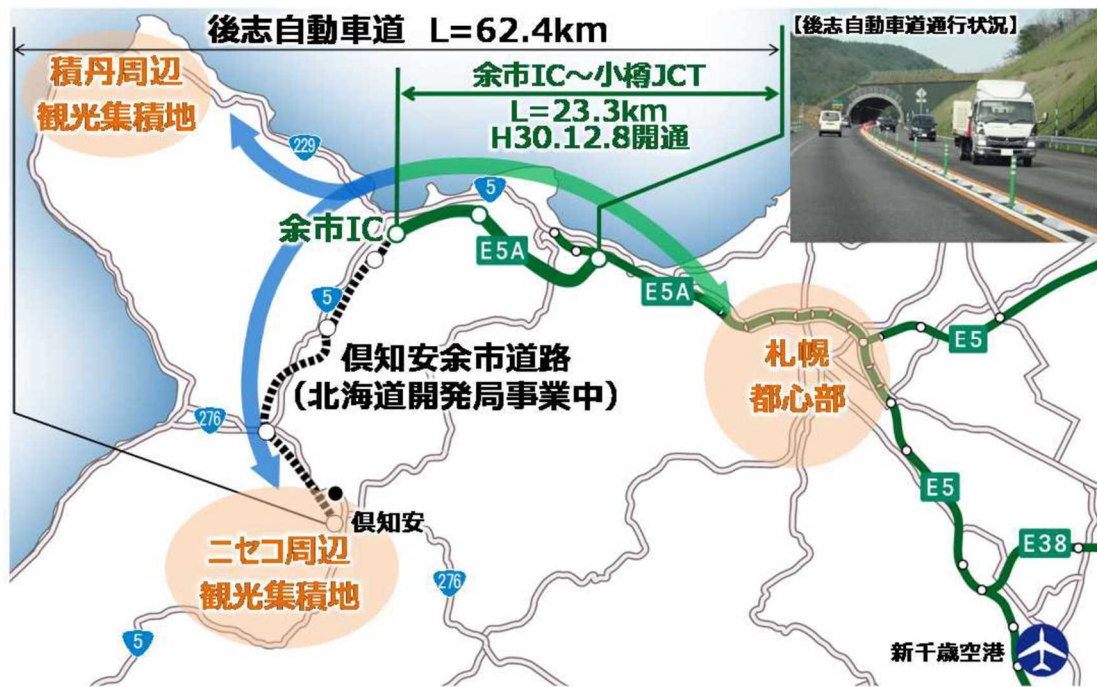 後志自動車道 L=62.4km
【後志自動車道通行状況】
積丹周辺
観光集積地
余市IC～小樽JCT
L=23.3km
H30.12.8開通
229
5
余市IC
E5A
E5A
5
E5
札幌
都心部
倶知安余市道路
(北海道開発局事業中)
276
E5
倶知安
E38
ニセコ周辺
観光集積地
276
5
新千歳空港